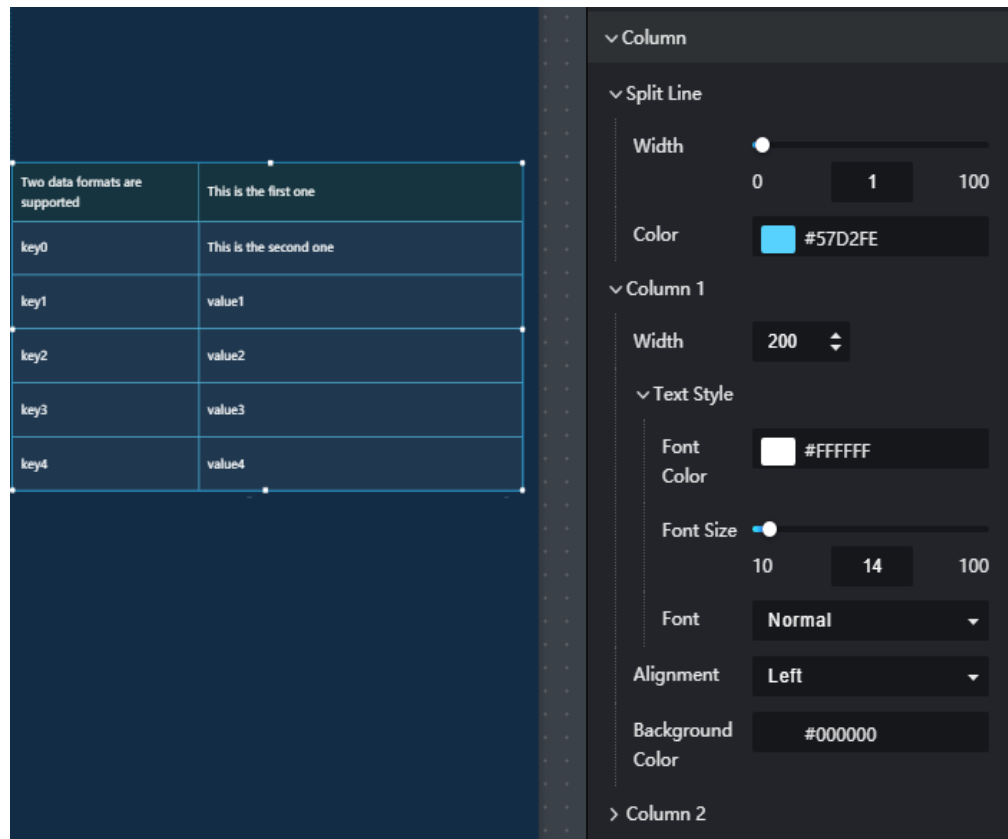 Two data formats are
supported
This is the first one
key0
This is the second one
key1
value1
key2
value2
key3
value3
key4
value4
Column
Split Line
Width
0
1
100
Color
#57D2FE
Column 1
Width
200
Text Style
Font
Color
#FFFFFF
Font Size
10
14
100
Font
Normal
Alignment
Left
Background
Color
#000000
Column 2